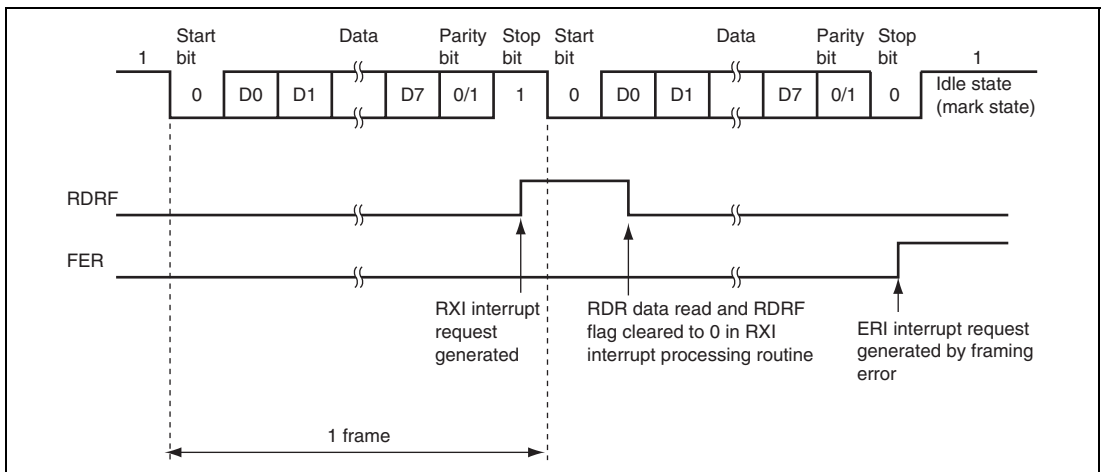 Start bit
Data
Parity bit
Stop bit
Start bit
Data
Parity bit
Stop bit
1
1
0
D0
D1
D7
0/1
1
0
D0
D1
D7
0/1
0
Idle state
(mark state)
RDRF
FER
RXI interrupt
request
generated
RDR data read and RDRF
flag cleared to 0 in RXI
interrupt processing routine
ERI interrupt request
generated by framing
error
1 frame